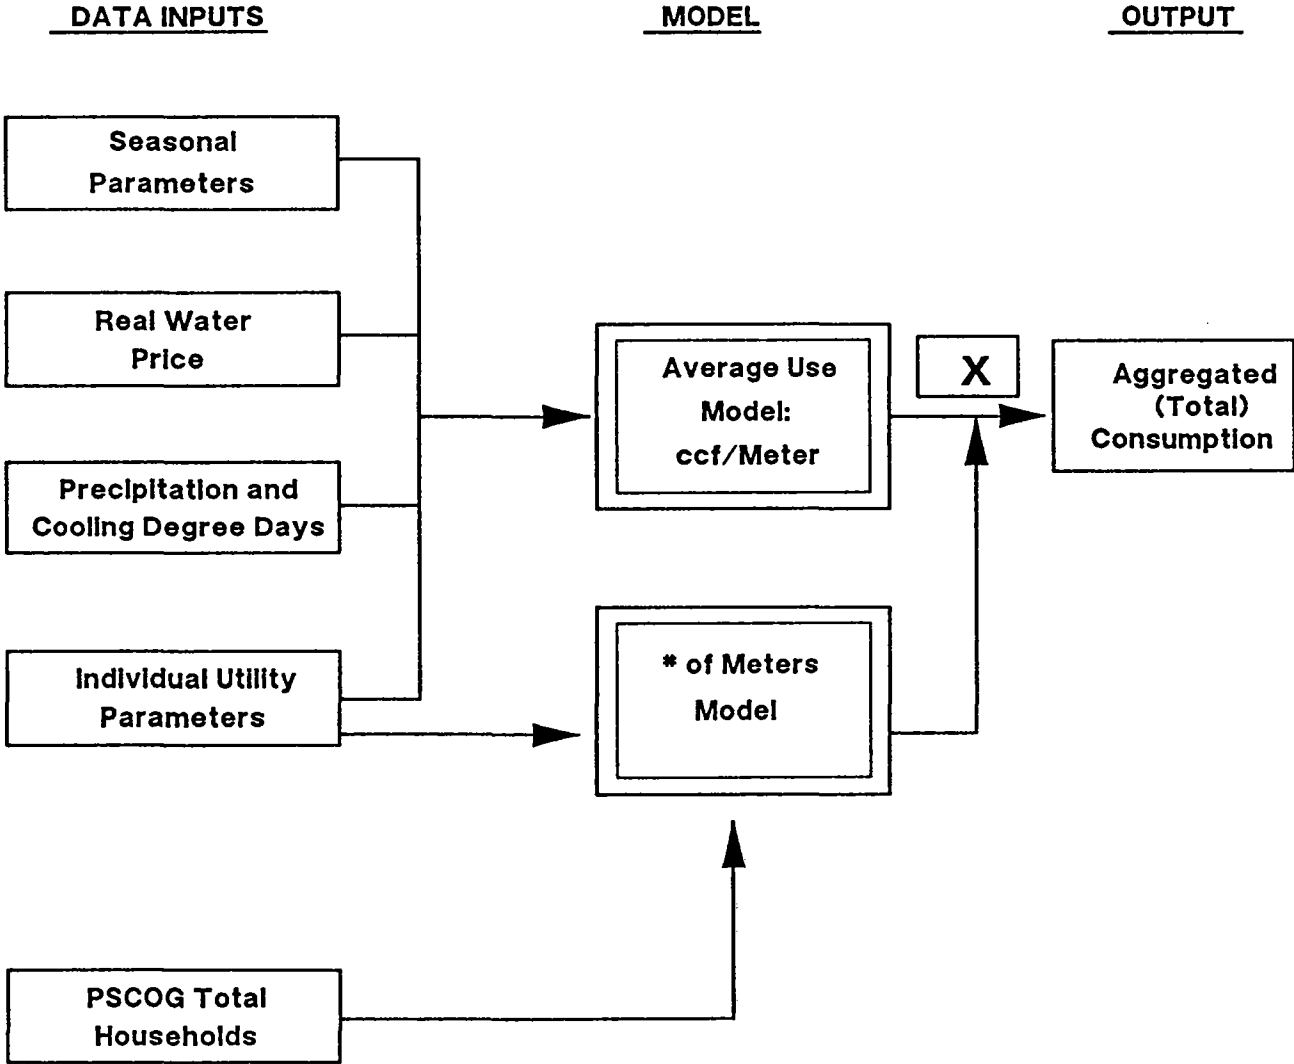 DATA INPUTS
MODEL
OUTPUT
Seasonal
Parameters
Real Water
Price
Precipitation and
Cooling Degree Days
Individual Utility
Parameters
PSCOG Total
Households
Average Use
Model:
ccf/Meter
# of Meters
Model
X
Aggregated
(Total)
Consumption